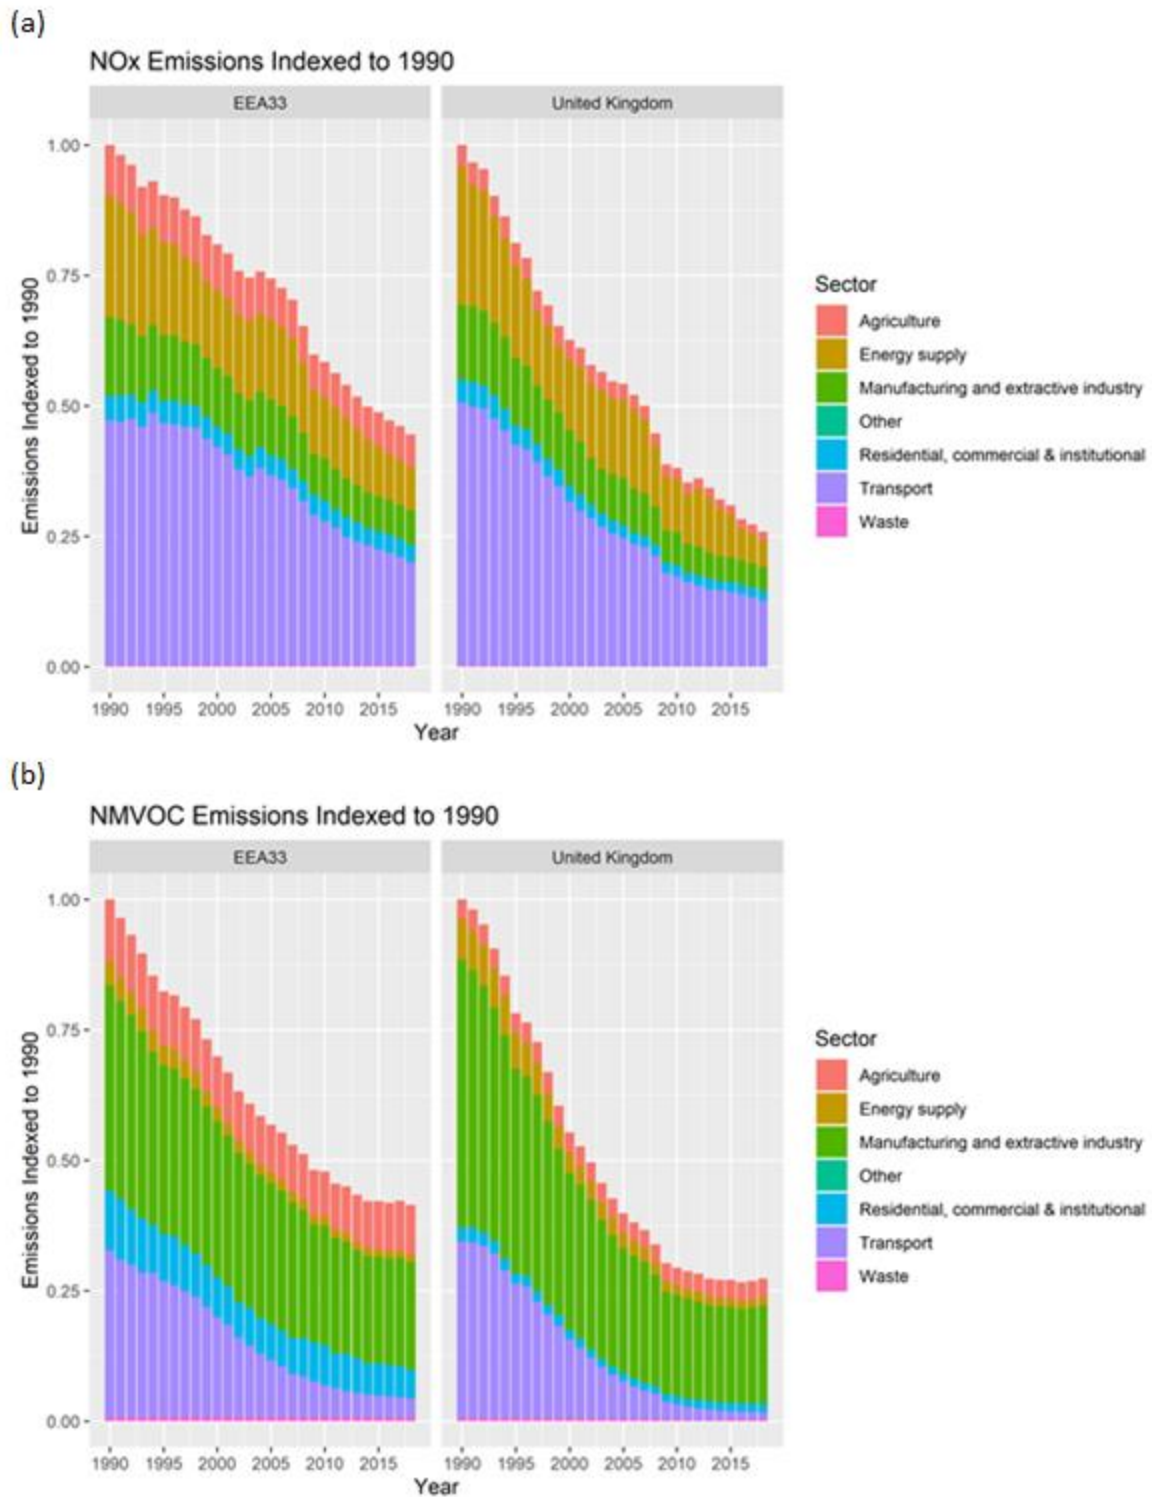 (a)
NOx Emissions Indexed to 1990
EEA33
United Kingdom
Emissions Indexed to 1990
1.00
0.75
0.50
0.25
0.00
1990 1995 2000 2005 2010 2015
1990 1995 2000 2005 2010 2015
Year
Sector
Agriculture
Energy supply
Manufacturing and extractive industry
Other
Residential, commercial & institutional
Transport
Waste
(b)
NMVOC Emissions Indexed to 1990
EEA33
United Kingdom
Emissions Indexed to 1990
1.00
0.75
0.50
0.25
0.00
1990 1995 2000 2005 2010 2015
1990 1995 2000 2005 2010 2015
Year
Sector
Agriculture
Energy supply
Manufacturing and extractive industry
Other
Residential, commercial & institutional
Transport
Waste